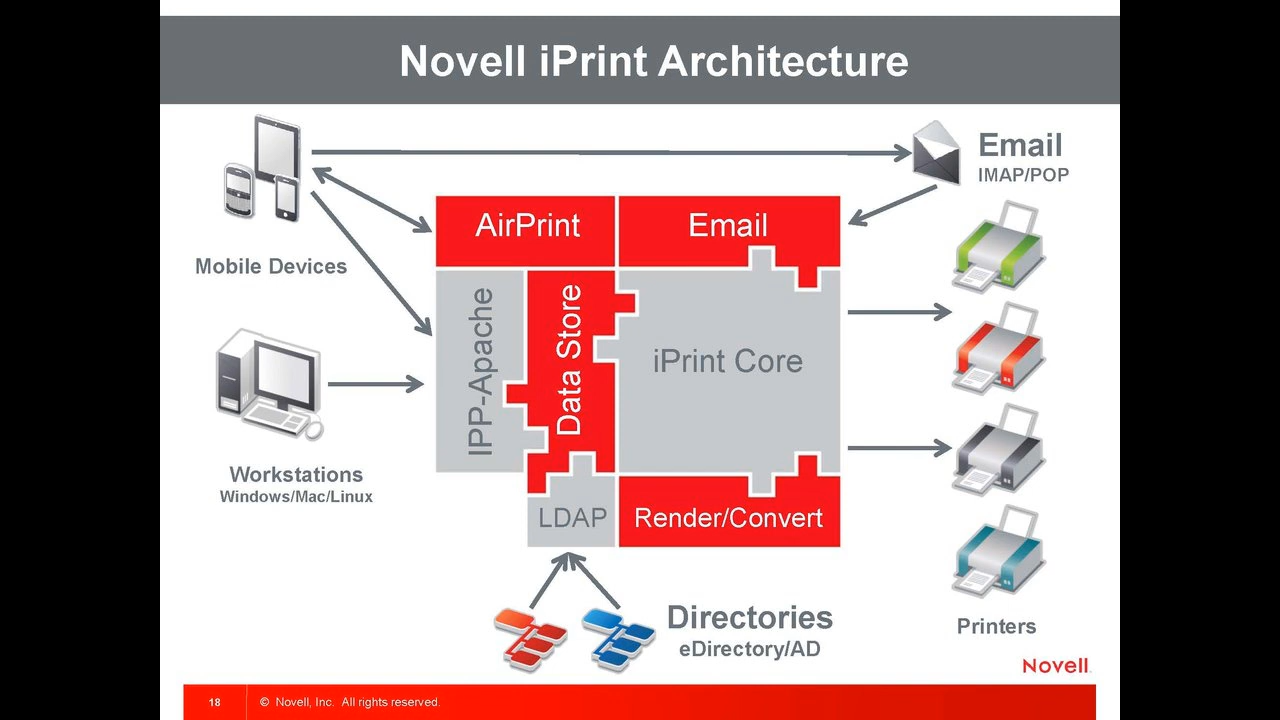 Novell iPrint Architecture
Email
IMAP/POP
AirPrint
Email
Mobile Devices
IPP-Apache
Data Store
iPrint Core
Workstations
Windows/Mac/Linux
LDAP
Render/Convert
Directories
eDirectory/AD
Printers
Novell
18
© Novell, Inc. All rights reserved.